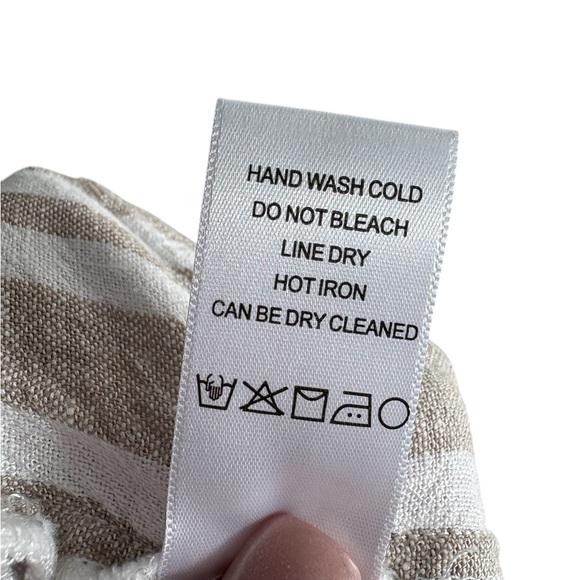 HAND WASH COLD
DO NOT BLEACH
LINE DRY
HOT IRON
CAN BE DRY CLEANED